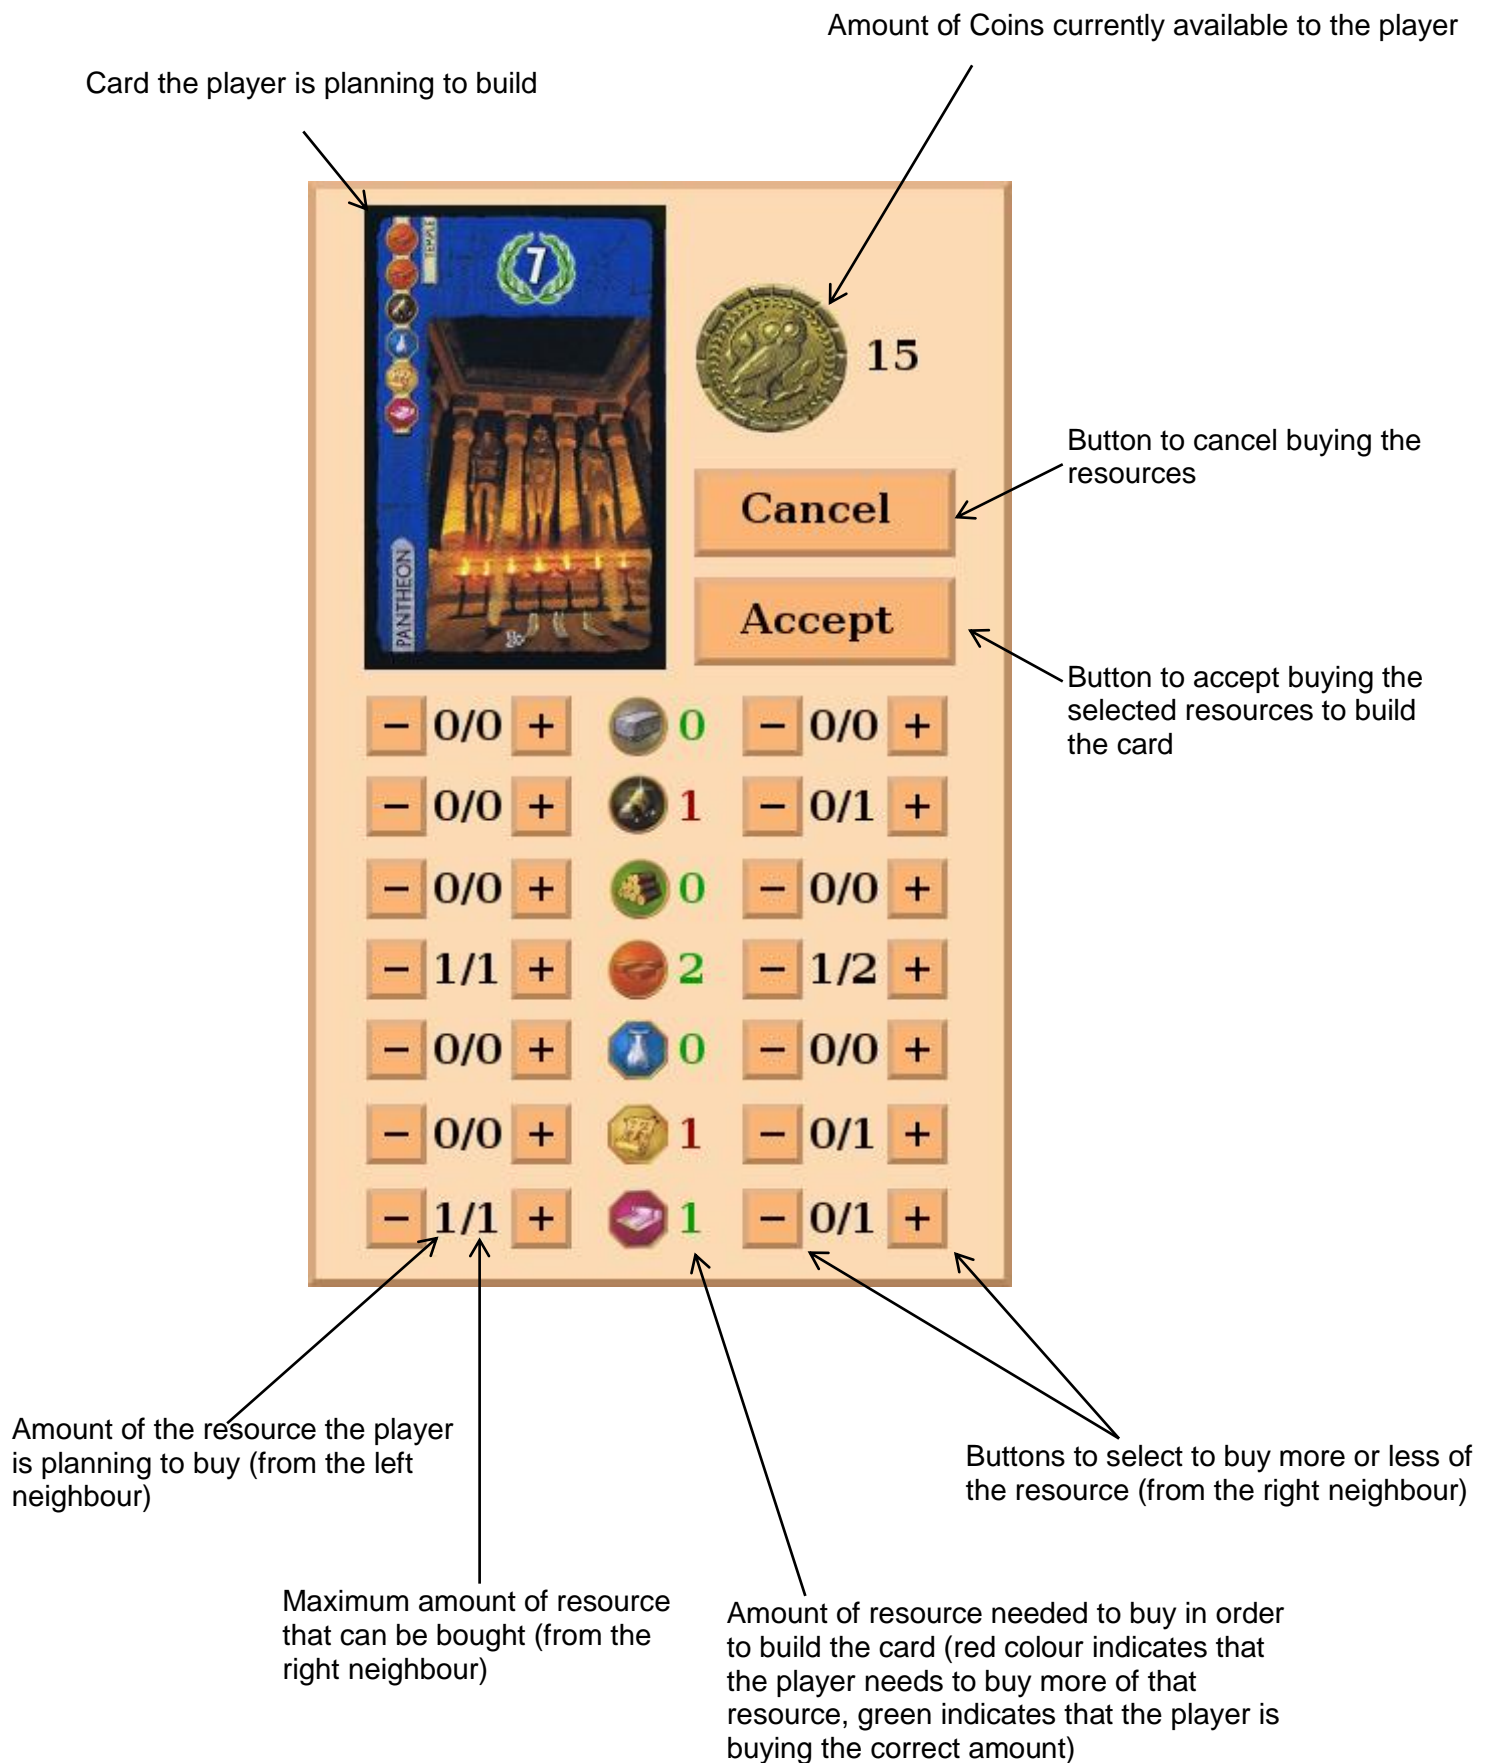 Amount of Coins currently available to the player
Card the player is planning to build
TEMPLE
7
15
PANTHEON
Button to cancel buying the
resources
Cancel
Accept
Button to accept buying the
selected resources to build
the card
− 0/0 + 0 − 0/0 +
− 0/0 + 1 − 0/1 +
− 0/0 + 0 − 0/0 +
− 1/1 + 2 − 1/2 +
− 0/0 + 0 − 0/0 +
− 0/0 + 1 − 0/1 +
− 1/1 + 1 − 0/1 +
Amount of the resource the player
is planning to buy (from the left
neighbour)
Buttons to select to buy more or less of
the resource (from the right neighbour)
Maximum amount of resource
that can be bought (from the
right neighbour)
Amount of resource needed to buy in order
to build the card (red colour indicates that
the player needs to buy more of that
resource, green indicates that the player is
buying the correct amount)